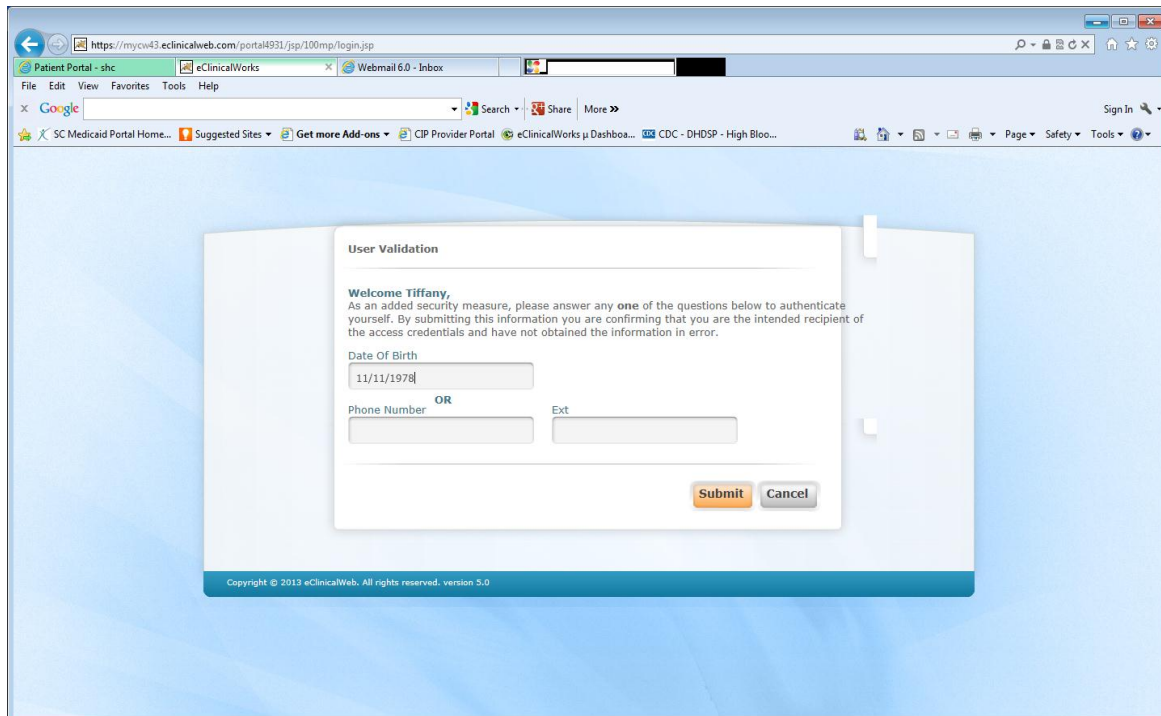 https://mycw43.eclinicalweb.com/portal4931/jsp/100mp/login.jsp
Patient Portal - shc eClinicalWorks x Webmail 6.0 - Inbox
File Edit View Favorites Tools Help
x Google Search Share More >> Sign In
SC Medicaid Portal Home... Suggested Sites Get more Add-ons CIP Provider Portal eClinicalWorks µ Dashboa... CDC - DHDSP - High Bloo... Page Safety Tools
User Validation
Welcome Tiffany,
As an added security measure, please answer any one of the questions below to authenticate
yourself. By submitting this information you are confirming that you are the intended recipient of
the access credentials and have not obtained the information in error.
Date Of Birth
11/11/1978
OR
Phone Number Ext
Submit Cancel
Copyright © 2013 eClinicalWeb. All rights reserved. version 5.0